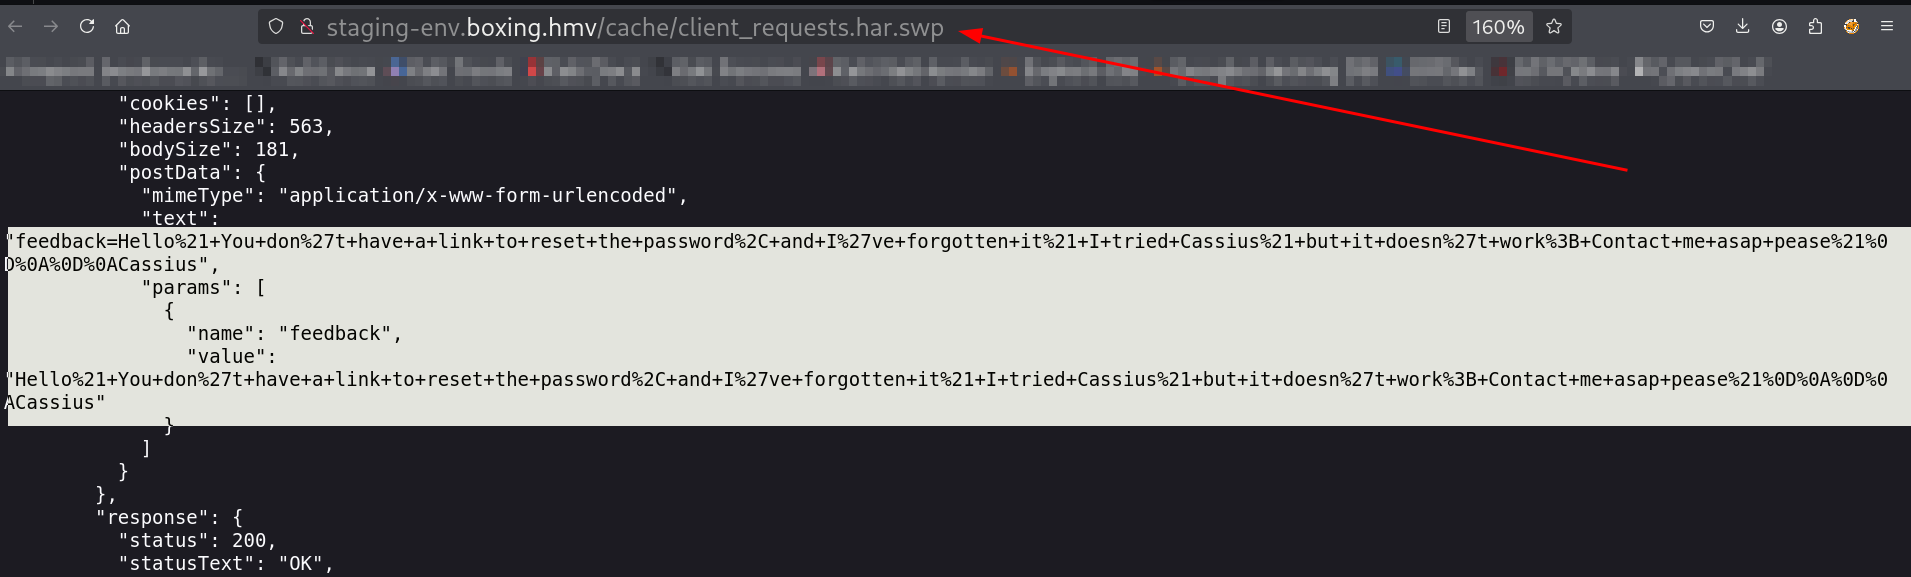 staging-env.boxing.hmv/cache/client_requests.har.swp
160%
"cookies": [],
"headersSize": 563,
"bodySize": 181,
"postData": {
"mimeType": "application/x-www-form-urlencoded",
"text":
"feedback=Hello%21+You+don%27t+have+a+link+to+reset+the+password%2C+and+I%27ve+forgotten+it%21+I+tried+Cassius%21+but+it+doesn%27t+work%3B+Contact+me+asap+pease%21%0
D%0A%0D%0ACassius",
"params": [
{
"name": "feedback",
"value":
"Hello%21+You+don%27t+have+a+link+to+reset+the+password%2C+and+I%27ve+forgotten+it%21+I+tried+Cassius%21+but+it+doesn%27t+work%3B+Contact+me+asap+pease%21%0D%0A%0D%0
ACassius"
}
]
}
},
"response": {
"status": 200,
"statusText": "OK",